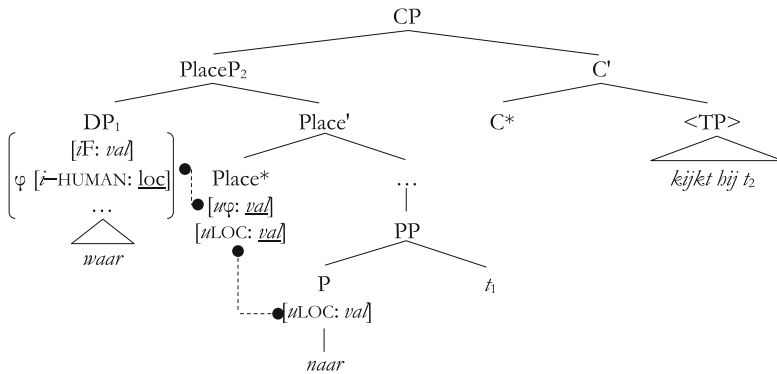 CP
PlaceP₂ C'
DP₁ Place' C* <TP>
[iF: val]
φ [i–HUMAN: loc] Place* … kijkt hij t₂
… [uφ: val]
waar [uLOC: val] PP
P t₁
[uLOC: val]
naar